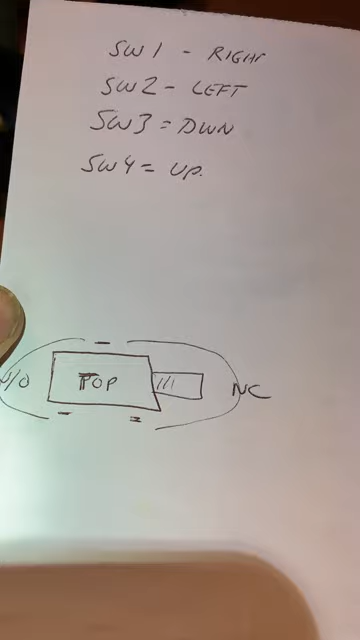 SW1 - RIGHT
SW2 - LEFT
SW3 = DWN
SW4 = UP.
TOP
NC